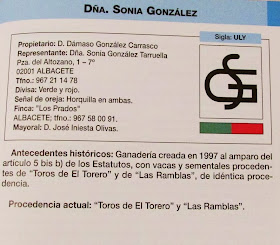 DÑA. SONIA GONZÁLEZ
Sigla: ULY
Propietario: D. Dámaso González Carrasco
Representante: Dña. Sonia González Tarruella
Pza. del Altozano, 1 – 7º
02001 ALBACETE
Tfno.: 967 21 14 78
Divisa: Verde y rojo.
Señal de oreja: Horquilla en ambas.
Finca: "Los Prados"
ALBACETE; tfno.: 967 58 00 91.
Mayoral: D. José Iniesta Olivas.
Antecedentes históricos: Ganadería creada en 1997 al amparo del
artículo 5 bis b) de los Estatutos, con vacas y sementales proceden-
tes de "Toros de El Torero" y de "Las Ramblas", de idéntica proce-
dencia.
Procedencia actual: "Toros de El Torero" y "Las Ramblas".